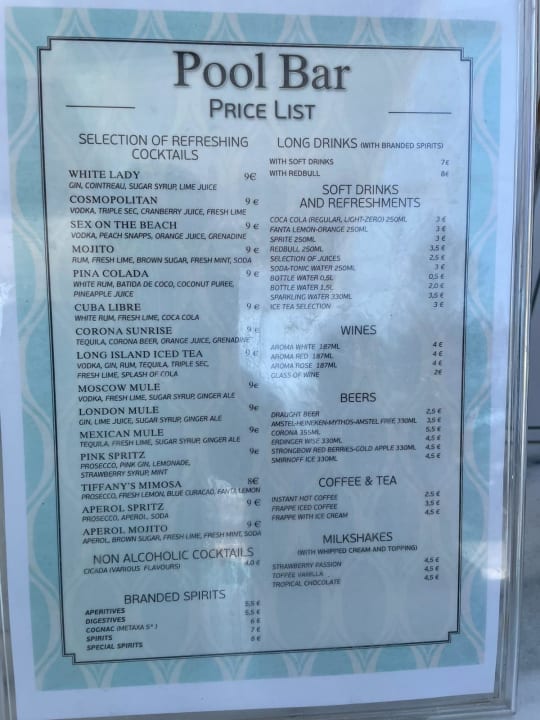 Pool Bar
PRICE LIST
SELECTION OF REFRESHING
COCKTAILS
WHITE LADY 9€
GIN, COINTREAU, SUGAR SYRUP, LIME JUICE
COSMOPOLITAN 9 €
VODKA, TRIPLE SEC, CRANBERRY JUICE, FRESH LIME
SEX ON THE BEACH 9 €
VODKA, PEACH SNAPPS, ORANGE JUICE, GRENADINE
MOJITO 9 €
RUM, FRESH LIME, BROWN SUGAR, FRESH MINT, SODA
PINA COLADA 9 €
WHITE RUM, BATIDA DE COCO, COCONUT PUREE,
PINEAPPLE JUICE
CUBA LIBRE 9 €
WHITE RUM, FRESH LIME, COCA COLA
CORONA SUNRISE 9 €
TEQUILA, CORONA BEER, ORANGE JUICE, GRENADINE
LONG ISLAND ICED TEA 9 €
VODKA, GIN, RUM, TEQUILA, TRIPLE SEC,
FRESH LIME, SPLASH OF COLA
MOSCOW MULE 9€
VODKA, FRESH LIME, SUGAR SYRUP, GINGER ALE
LONDON MULE 9€
GIN, LIME JUICE, SUGAR SYRUP, GINGER ALE
MEXICAN MULE 9€
TEQUILA, FRESH LIME, SUGAR SYRUP, GINGER ALE
PINK SPRITZ 9€
PROSECCO, PINK GIN, LEMONADE,
STRAWBERRY SYRUP, MINT
TIFFANY'S MIMOSA 8€
PROSECCO, FRESH LEMON, BLUE CURACAO, FANTA LEMON
APEROL SPRITZ 9 €
PROSECCO, APEROL, SODA
APEROL MOJITO 9 €
APEROL, BROWN SUGAR, FRESH LIME, FRESH MINT, SODA
NON ALCOHOLIC COCKTAILS
CICADA (VARIOUS FLAVOURS) 4,0 €
BRANDED SPIRITS
APERITIVES 5,5 €
DIGESTIVES 5,5 €
COGNAC (METAXA 5*) 6 €
SPIRITS 7 €
SPECIAL SPIRITS 8 €
LONG DRINKS (WITH BRANDED SPIRITS)
WITH SOFT DRINKS 7€
WITH REDBULL 8€
SOFT DRINKS
AND REFRESHMENTS
COCA COLA (REGULAR, LIGHT-ZERO) 250ML 3 €
FANTA LEMON-ORANGE 250ML 3 €
SPRITE 250ML 3 €
REDBULL 250ML 3,5 €
SELECTION OF JUICES 2,5 €
SODA-TONIC WATER 250ML 3 €
BOTTLE WATER 0,5L 0,5 €
BOTTLE WATER 1,5L 2,0 €
SPARKLING WATER 330ML 3,5 €
ICE TEA SELECTION 3 €
WINES
AROMA WHITE 187ML 4 €
AROMA RED 187ML 4 €
AROMA ROSE 187ML 4 €
GLASS OF WINE 2€
BEERS
DRAUGHT BEER 2,5 €
AMSTEL-HEINEKEN-MYTHOS-AMSTEL FREE 330ML 3,5 €
CORONA 355ML 5,5 €
ERDINGER WISE 330ML 4,5 €
STRONGBOW RED BERRIES-GOLD APPLE 330ML 4,5 €
SMIRNOFF ICE 330ML 4,5 €
COFFEE & TEA
INSTANT HOT COFFEE 2,5 €
FRAPPE ICED COFFEE 3,5 €
FRAPPE WITH ICE CREAM 4,5 €
MILKSHAKES
(WITH WHIPPED CREAM AND TOPPING)
STRAWBERRY PASSION 4,5 €
TOFFEE VANILLA 4,5 €
TROPICAL CHOCOLATE 4,5 €